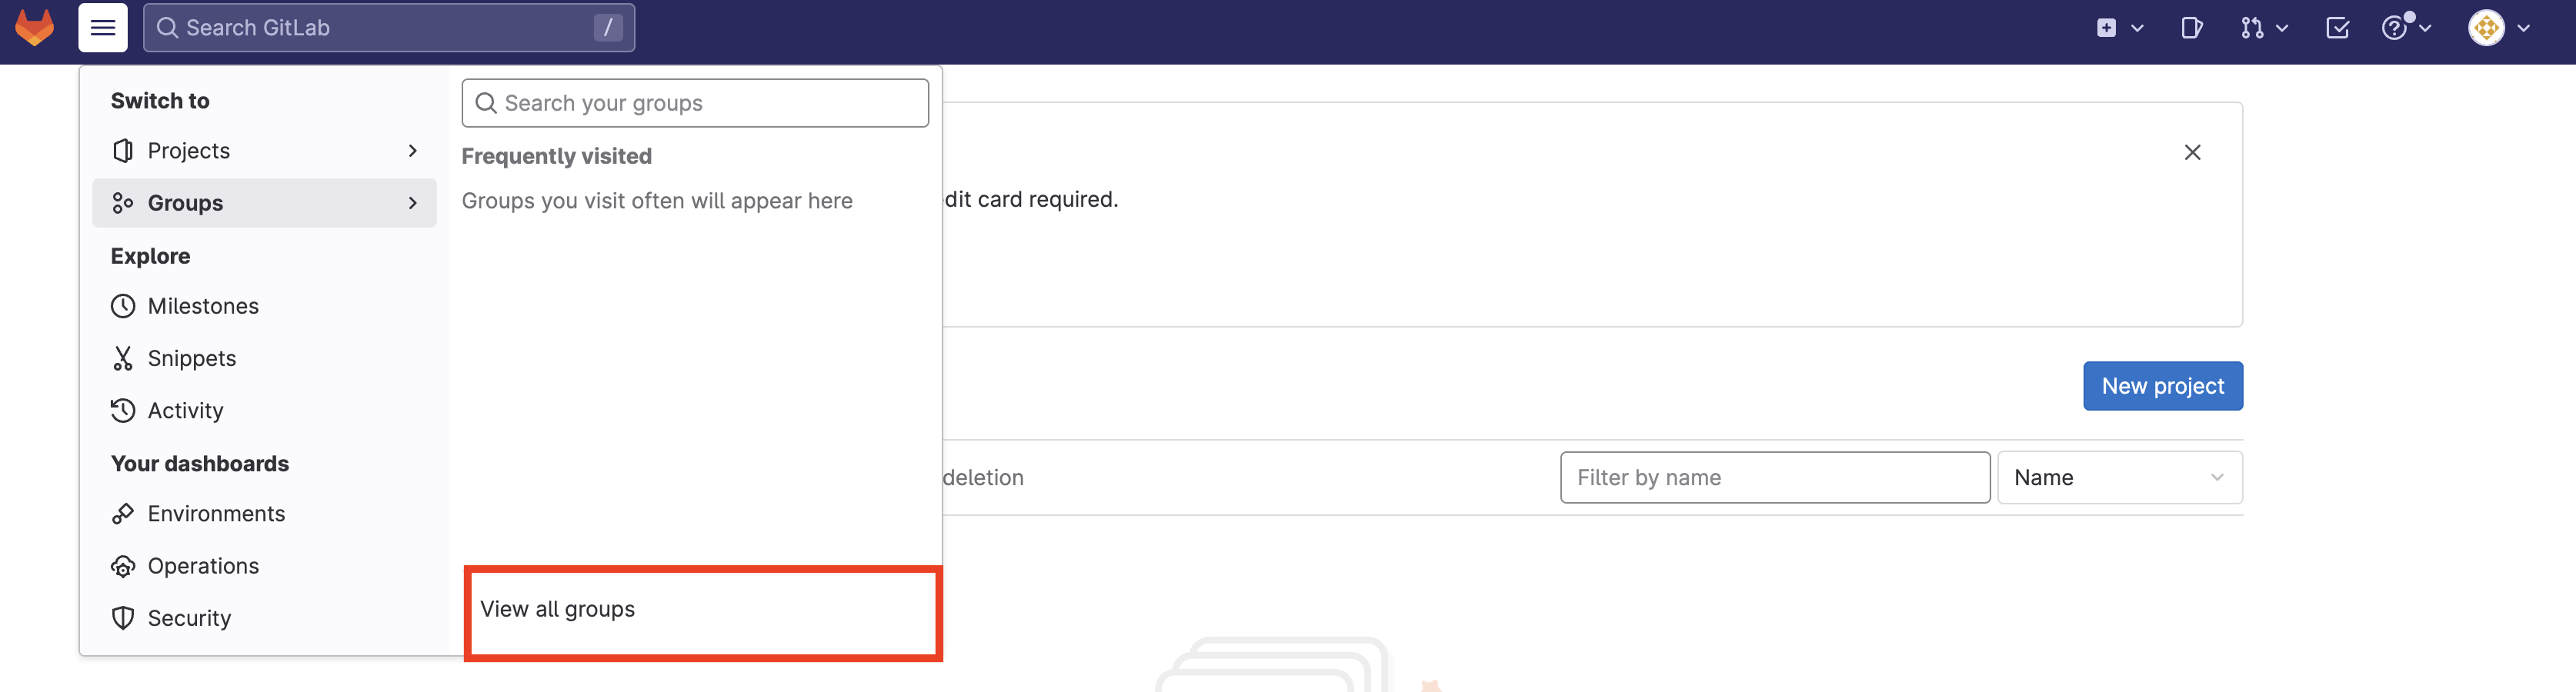 Search GitLab /
Switch to
Projects
Groups
Explore
Milestones
Snippets
Activity
Your dashboards
Environments
Operations
Security
Search your groups
Frequently visited
Groups you visit often will appear here
View all groups
card required.
New project
deletion
Filter by name
Name